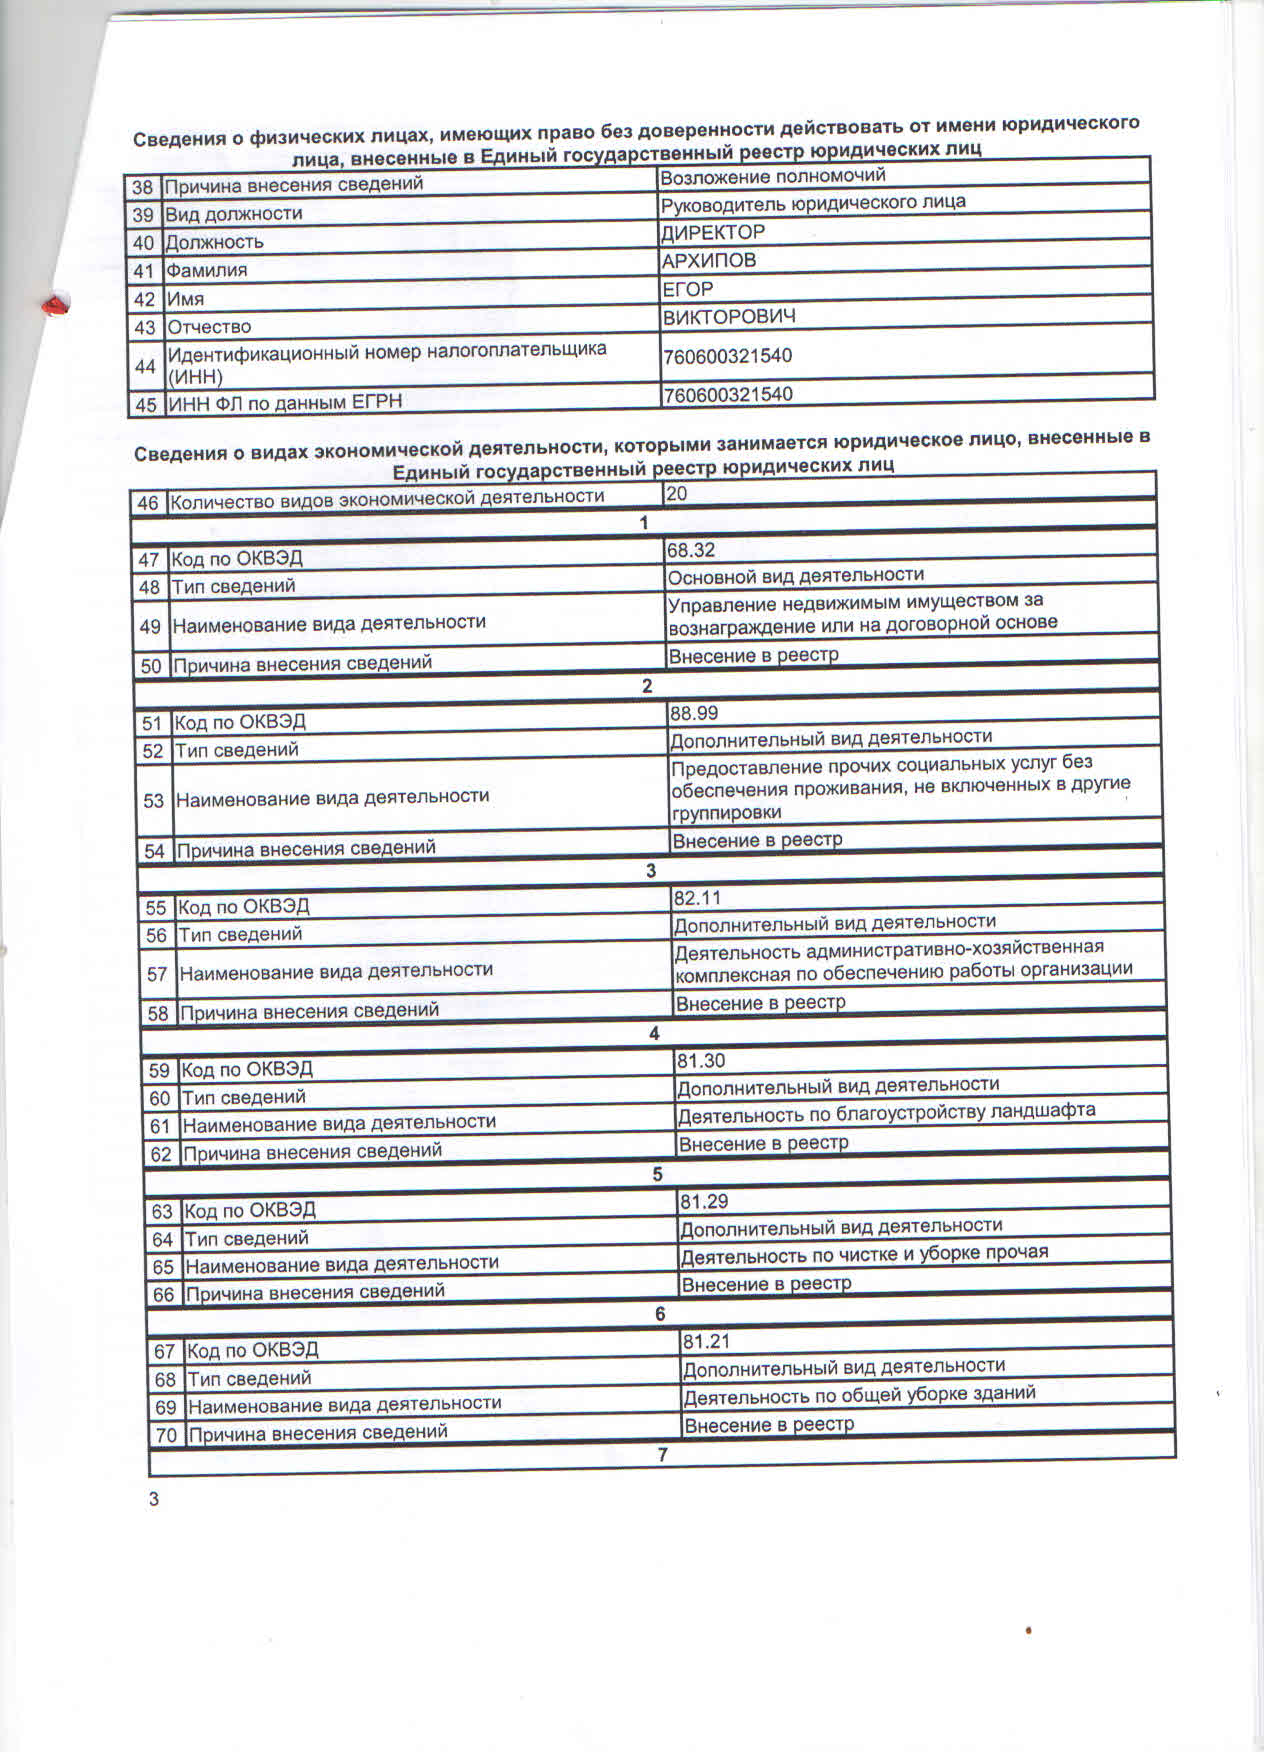 Сведения о физических лицах, имеющих право без доверенности действовать от имени юридического
лица, внесенные в Единый государственный реестр юридических лиц
38 Причина внесения сведений Возложение полномочий
39 Вид должности Руководитель юридического лица
40 Должность ДИРЕКТОР
41 Фамилия АРХИПОВ
42 Имя ЕГОР
43 Отчество ВИКТОРОВИЧ
44 Идентификационный номер налогоплательщика
(ИНН) 760600321540
45 ИНН ФЛ по данным ЕГРН 760600321540
Сведения о видах экономической деятельности, которыми занимается юридическое лицо, внесенные в
Единый государственный реестр юридических лиц
46 Количество видов экономической деятельности 20
1
47 Код по ОКВЭД 68.32
48 Тип сведений Основной вид деятельности
49 Наименование вида деятельности Управление недвижимым имуществом за
вознаграждение или на договорной основе
50 Причина внесения сведений Внесение в реестр
2
51 Код по ОКВЭД 88.99
52 Тип сведений Дополнительный вид деятельности
53 Наименование вида деятельности Предоставление прочих социальных услуг без
обеспечения проживания, не включенных в другие
группировки
54 Причина внесения сведений Внесение в реестр
3
55 Код по ОКВЭД 82.11
56 Тип сведений Дополнительный вид деятельности
57 Наименование вида деятельности Деятельность административно-хозяйственная
комплексная по обеспечению работы организации
58 Причина внесения сведений Внесение в реестр
4
59 Код по ОКВЭД 81.30
60 Тип сведений Дополнительный вид деятельности
61 Наименование вида деятельности Деятельность по благоустройству ландшафта
62 Причина внесения сведений Внесение в реестр
5
63 Код по ОКВЭД 81.29
64 Тип сведений Дополнительный вид деятельности
65 Наименование вида деятельности Деятельность по чистке и уборке прочая
66 Причина внесения сведений Внесение в реестр
6
67 Код по ОКВЭД 81.21
68 Тип сведений Дополнительный вид деятельности
69 Наименование вида деятельности Деятельность по общей уборке зданий
70 Причина внесения сведений Внесение в реестр
7
3